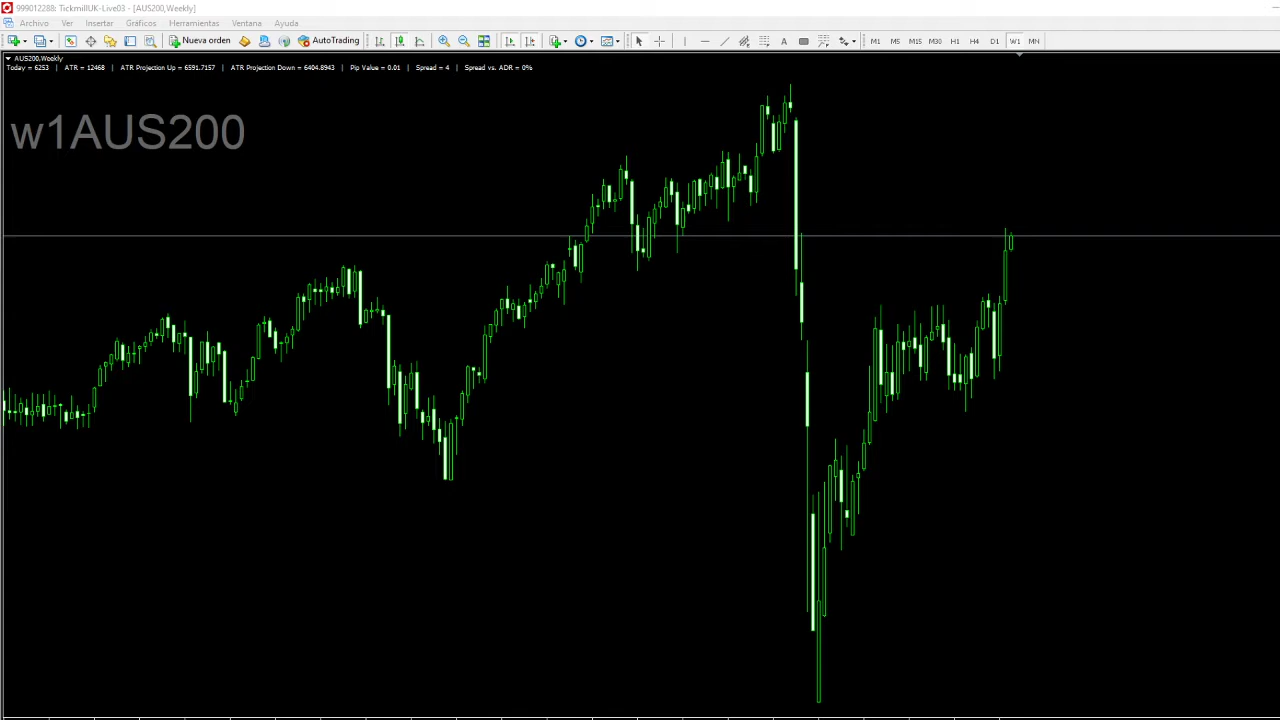 999012288: TickmillUK-Live03 - [AUS200,Weekly]
Archivo Ver Insertar Gráficos Herramientas Ventana Ayuda
Nueva orden AutoTrading A M1 M5 M15 M30 H1 H4 D1 W1 MN
AUS200,Weekly
Today = 6253 | ATR = 12468 | ATR Projection Up = 6591.7157 | ATR Projection Down = 6404.8943 | Pip Value = 0.01 | Spread = 4 | Spread vs. ADR = 0%
w1AUS200